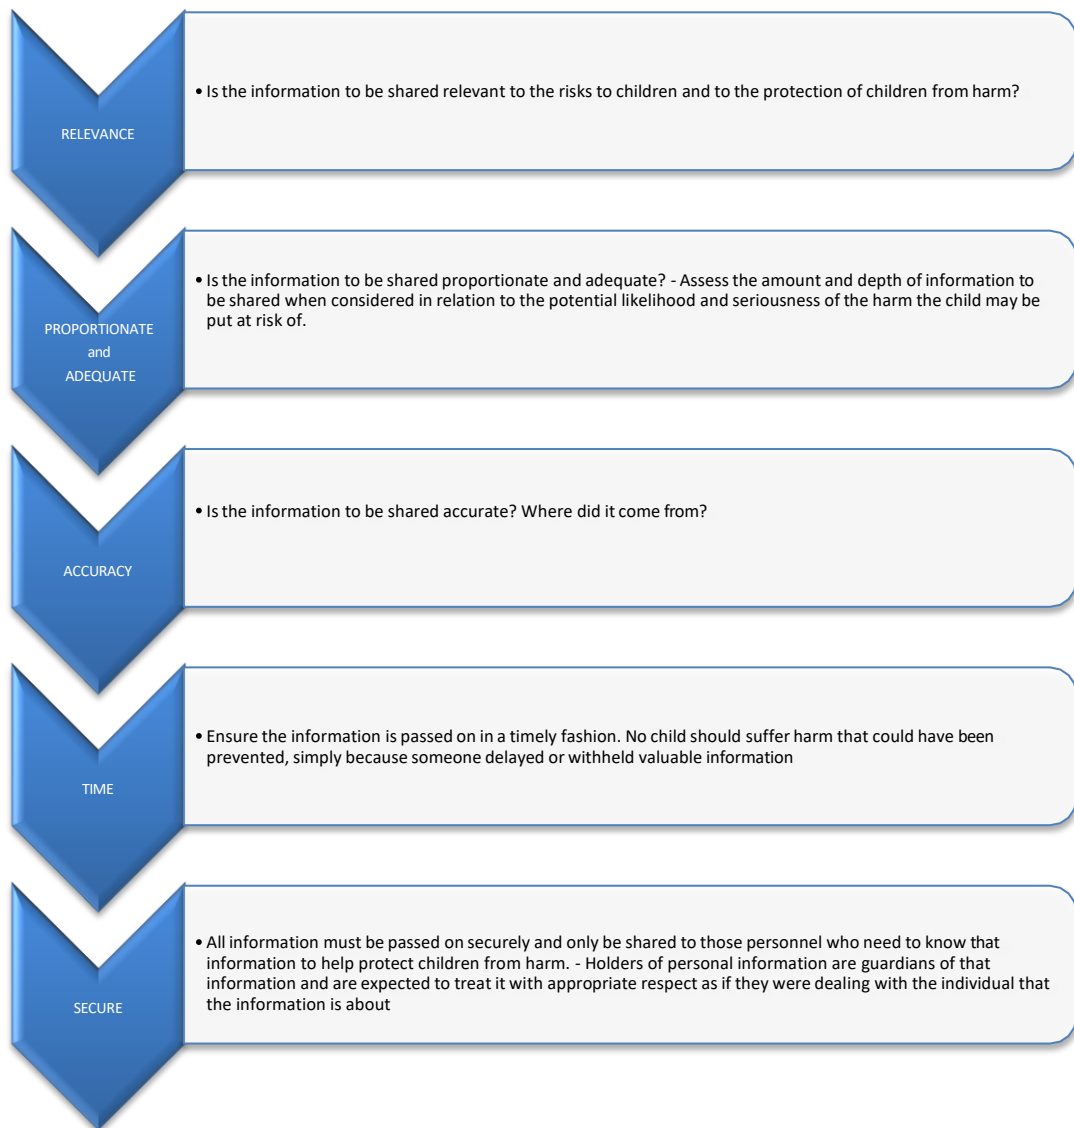 RELEVANCE
• Is the information to be shared relevant to the risks to children and to the protection of children from harm?
PROPORTIONATE
and
ADEQUATE
• Is the information to be shared proportionate and adequate? - Assess the amount and depth of information to
be shared when considered in relation to the potential likelihood and seriousness of the harm the child may be
put at risk of.
ACCURACY
• Is the information to be shared accurate? Where did it come from?
TIME
• Ensure the information is passed on in a timely fashion. No child should suffer harm that could have been
prevented, simply because someone delayed or withheld valuable information
SECURE
• All information must be passed on securely and only be shared to those personnel who need to know that
information to help protect children from harm. - Holders of personal information are guardians of that
information and are expected to treat it with appropriate respect as if they were dealing with the individual that
the information is about